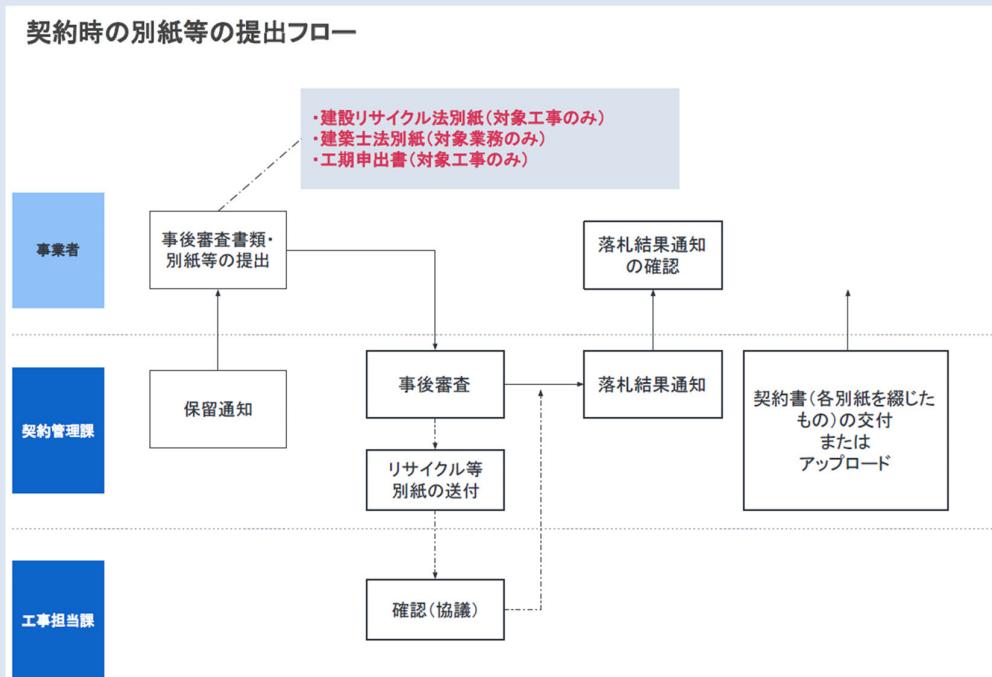 契約時の別紙等の提出フロー
・建設リサイクル法別紙(対象工事のみ)
・建築士法別紙(対象業務のみ)
・工期申出書(対象工事のみ)
事業者
事後審査書類・
別紙等の提出
落札結果通知
の確認
契約管理課
保留通知
事後審査
落札結果通知
契約書(各別紙を綴じた
もの)の交付
または
アップロード
リサイクル等
別紙の送付
工事担当課
確認(協議)